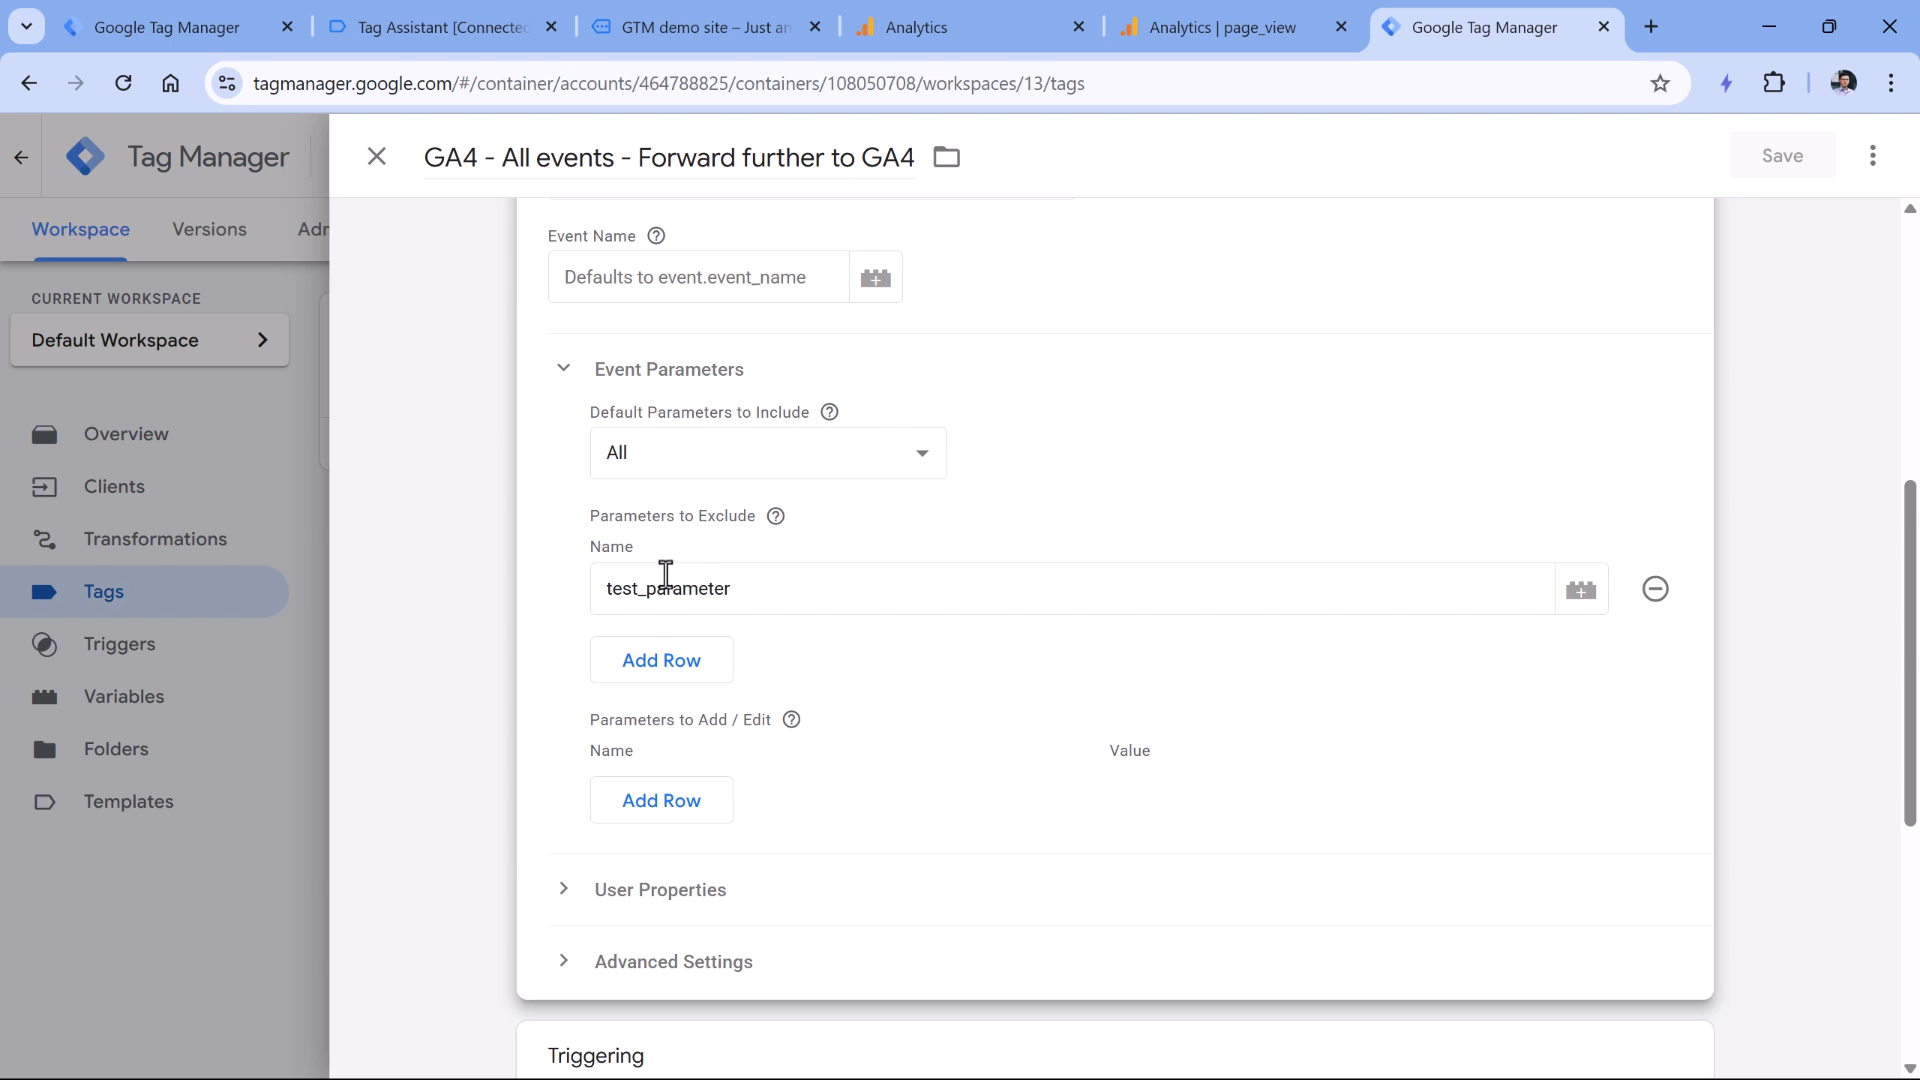 Google Tag Manager
Tag Assistant [Connected
GTM demo site – Just an
Analytics
Analytics | page_view
Google Tag Manager
tagmanager.google.com/#/container/accounts/464788825/containers/108050708/workspaces/13/tags
Tag Manager
GA4 - All events - Forward further to GA4
Save
Workspace
Versions
Adr
Event Name
Defaults to event.event_name
CURRENT WORKSPACE
Default Workspace
Event Parameters
Default Parameters to Include
All
Overview
Clients
Parameters to Exclude
Name
Transformations
test_parameter
Tags
Triggers
Add Row
Variables
Parameters to Add / Edit
Name
Value
Folders
Add Row
Templates
User Properties
Advanced Settings
Triggering